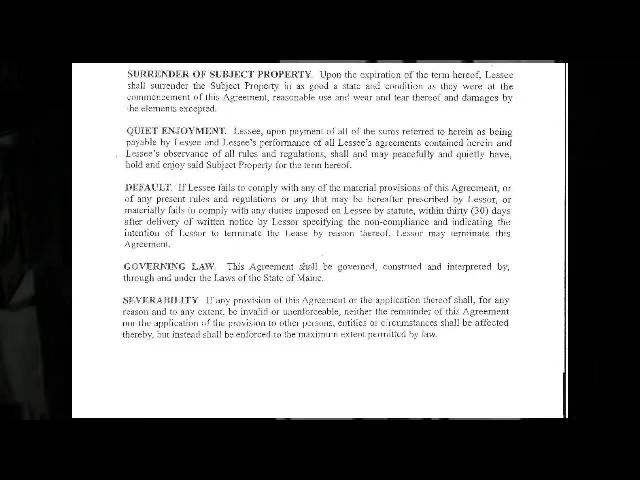 SURRENDER OF SUBJECT PROPERTY. Upon the expiration of the term hereof, Lessee
shall surrender the Subject Property in as good a state and condition as they were at the
commencement of this Agreement, reasonable use and wear and tear thereof and damages by
the elements excepted.
QUIET ENJOYMENT. Lessee, upon payment of all of the sums referred to herein as being
payable by Lessee and Lessee's performance of all Lessee's agreements contained herein and
Lessee's observance of all rules and regulations, shall and may peacefully and quietly have,
hold and enjoy said Subject Property for the term hereof.
DEFAULT. If Lessee fails to comply with any of the material provisions of this Agreement, or
of any present rules and regulations or any that may be hereafter prescribed by Lessor, or
materially fails to comply with any duties imposed on Lessee by statute, within thirty (30) days
after delivery of written notice by Lessor specifying the non-compliance and indicating the
intention of Lessor to terminate the Lease by reason thereof, Lessor may terminate this
Agreement.
GOVERNING LAW. This Agreement shall be governed, construed and interpreted by,
through and under the Laws of the State of Maine.
SEVERABILITY. If any provision of this Agreement or the application thereof shall, for any
reason and to any extent, be invalid or unenforceable, neither the remainder of this Agreement
nor the application of the provision to other persons, entities or circumstances shall be affected
thereby, but instead shall be enforced to the maximum extent permitted by law.